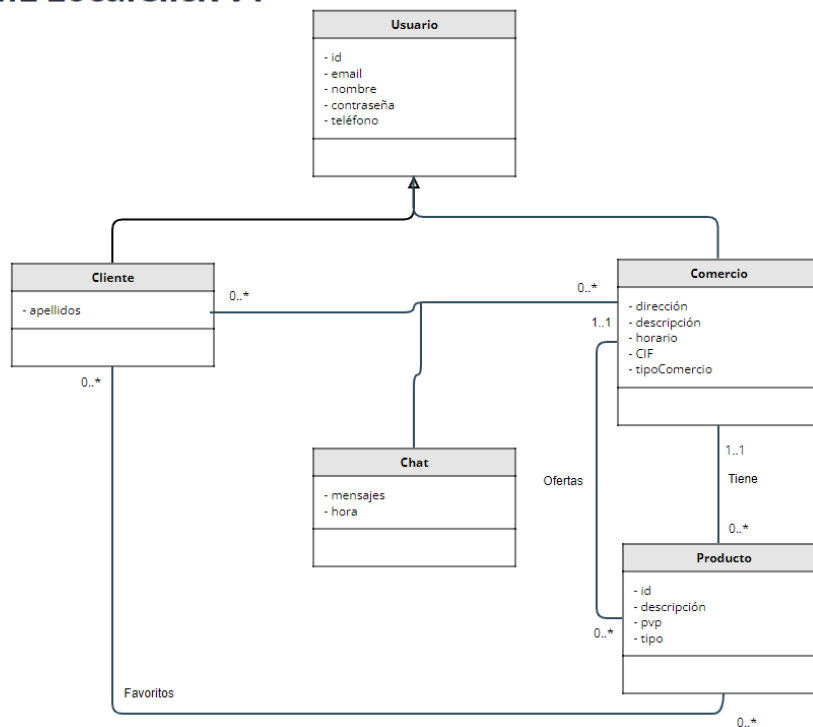 Usuario
- id
- email
- nombre
- contraseña
- teléfono
Cliente
- apellidos
0..*
0..*
Comercio
- dirección
- descripción
- horario
- CIF
- tipoComercio
1..1
0..*
Chat
- mensajes
- hora
Ofertas
1..1
Tiene
0..*
Producto
- id
- descripción
- pvp
- tipo
0..*
Favoritos
0..*